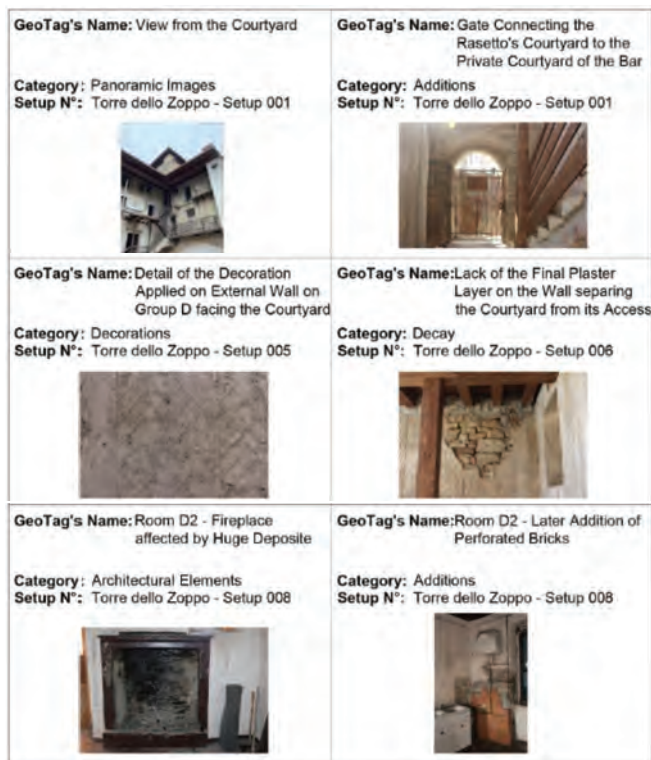 GeoTag's Name: View from the Courtyard
Category: Panoramic Images
Setup N°: Torre dello Zoppo - Setup 001
GeoTag's Name: Gate Connecting the
Rasetto's Courtyard to the
Private Courtyard of the Bar
Category: Additions
Setup N°: Torre dello Zoppo - Setup 001
GeoTag's Name: Detail of the Decoration
Applied on External Wall on
Group D facing the Courtyard
Category: Decorations
Setup N°: Torre dello Zoppo - Setup 005
GeoTag's Name: Lack of the Final Plaster
Layer on the Wall separing
the Courtyard from its Access
Category: Decay
Setup N°: Torre dello Zoppo - Setup 006
GeoTag's Name: Room D2 - Fireplace
affected by Huge Deposite
Category: Architectural Elements
Setup N°: Torre dello Zoppo - Setup 008
GeoTag's Name: Room D2 - Later Addition of
Perforated Bricks
Category: Additions
Setup N°: Torre dello Zoppo - Setup 008